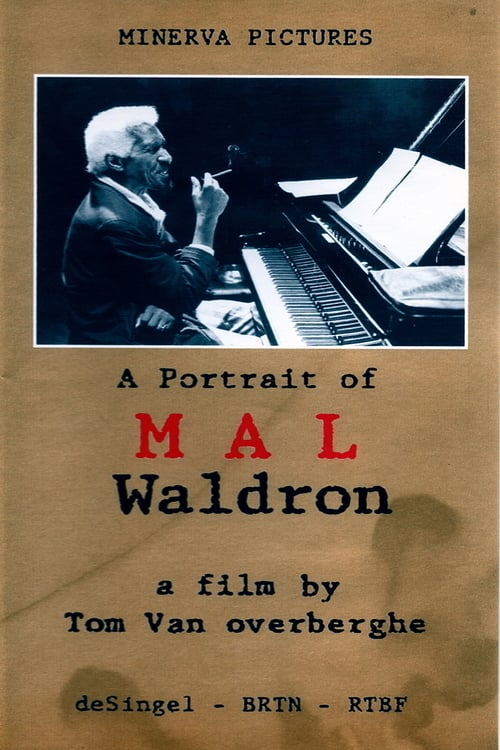 MINERVA PICTURES
A Portrait of
MAL
Waldron
a film by
Tom Van overberghe
deSingel - BRTN - RTBF